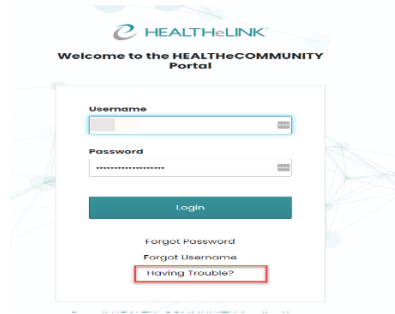 HEALTHeLINK
Welcome to the HEALTHeCOMMUNITY
Portal
Username
Password
Login
Forgot Password
Forgot Username
Having Trouble?